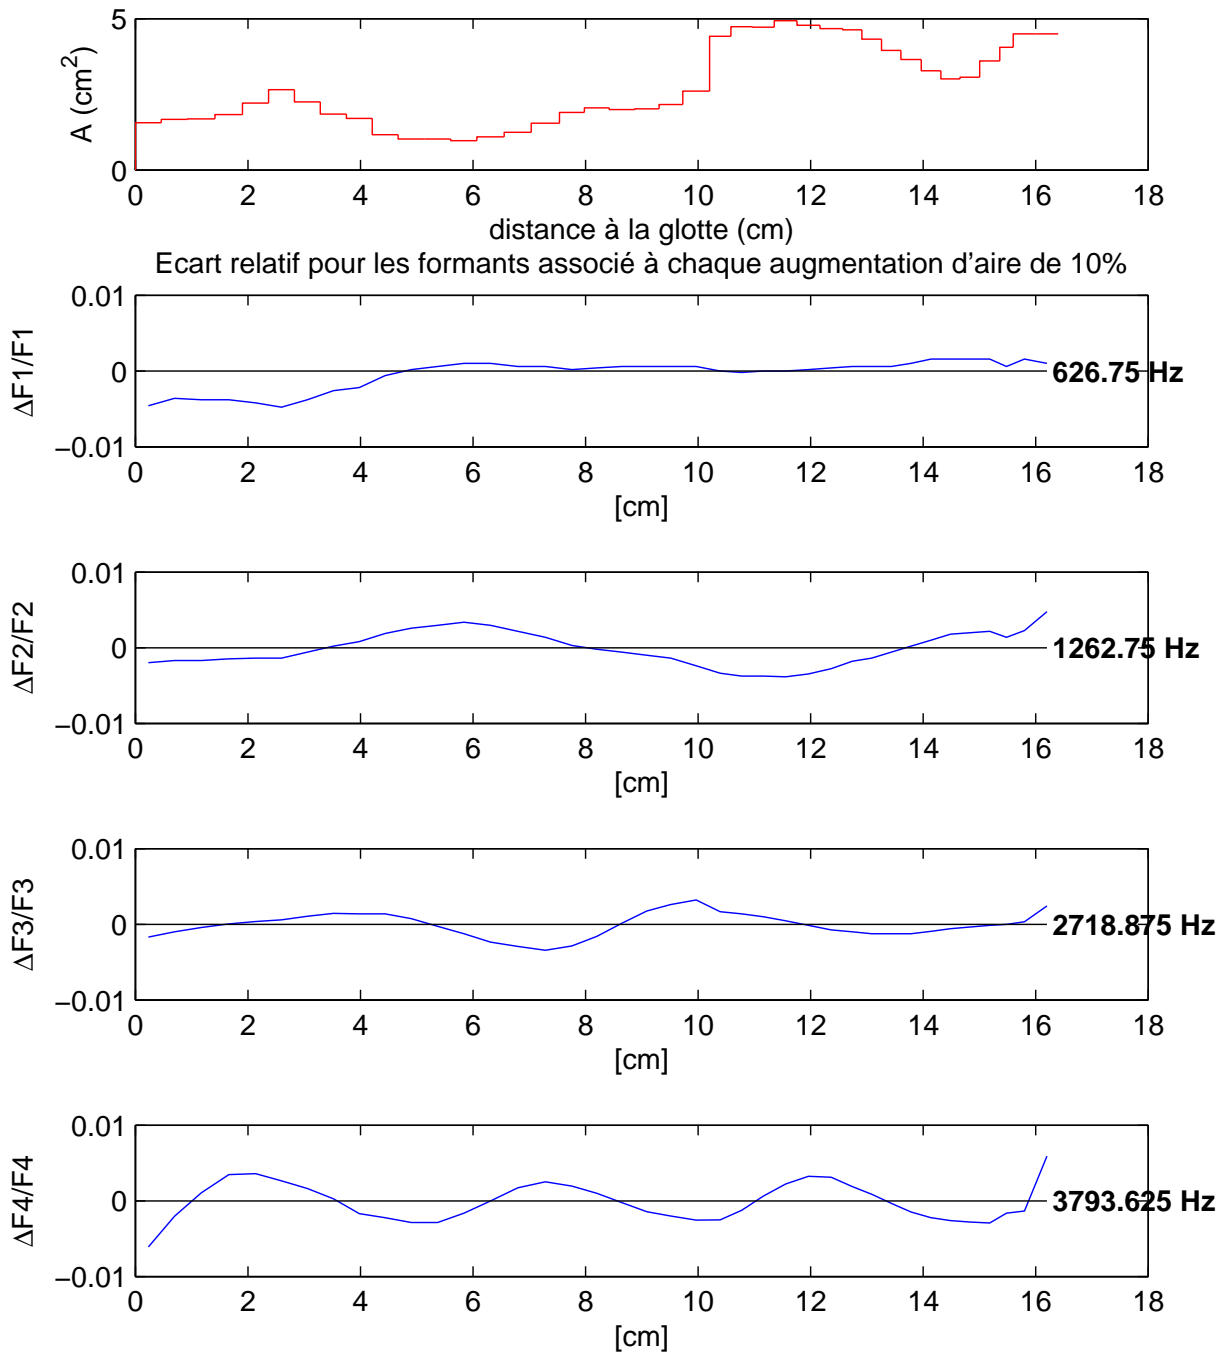 5
0
A (cm2)
0 2 4 6 8 10 12 14 16 18
distance à la glotte (cm)
Ecart relatif pour les formants associé à chaque augmentation d'aire de 10%
0.01
0
−0.01
ΔF1/F1
626.75 Hz
0 2 4 6 8 10 12 14 16 18
[cm]
0.01
0
−0.01
ΔF2/F2
1262.75 Hz
0 2 4 6 8 10 12 14 16 18
[cm]
0.01
0
−0.01
ΔF3/F3
2718.875 Hz
0 2 4 6 8 10 12 14 16 18
[cm]
0.01
0
−0.01
ΔF4/F4
3793.625 Hz
0 2 4 6 8 10 12 14 16 18
[cm]